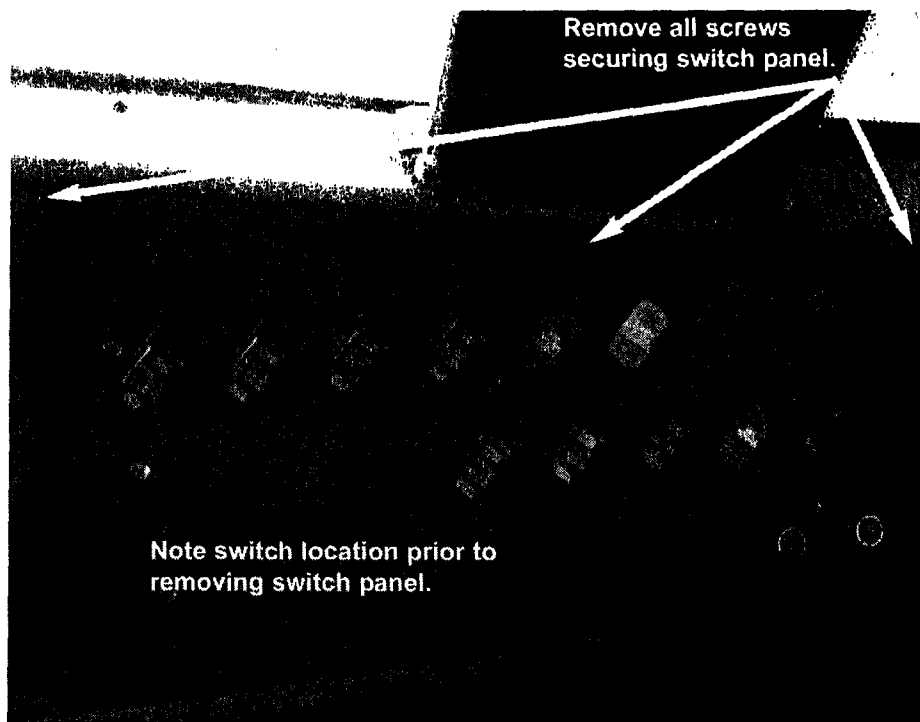 Remove all screws
securing switch panel.
Note switch location prior to
removing switch panel.